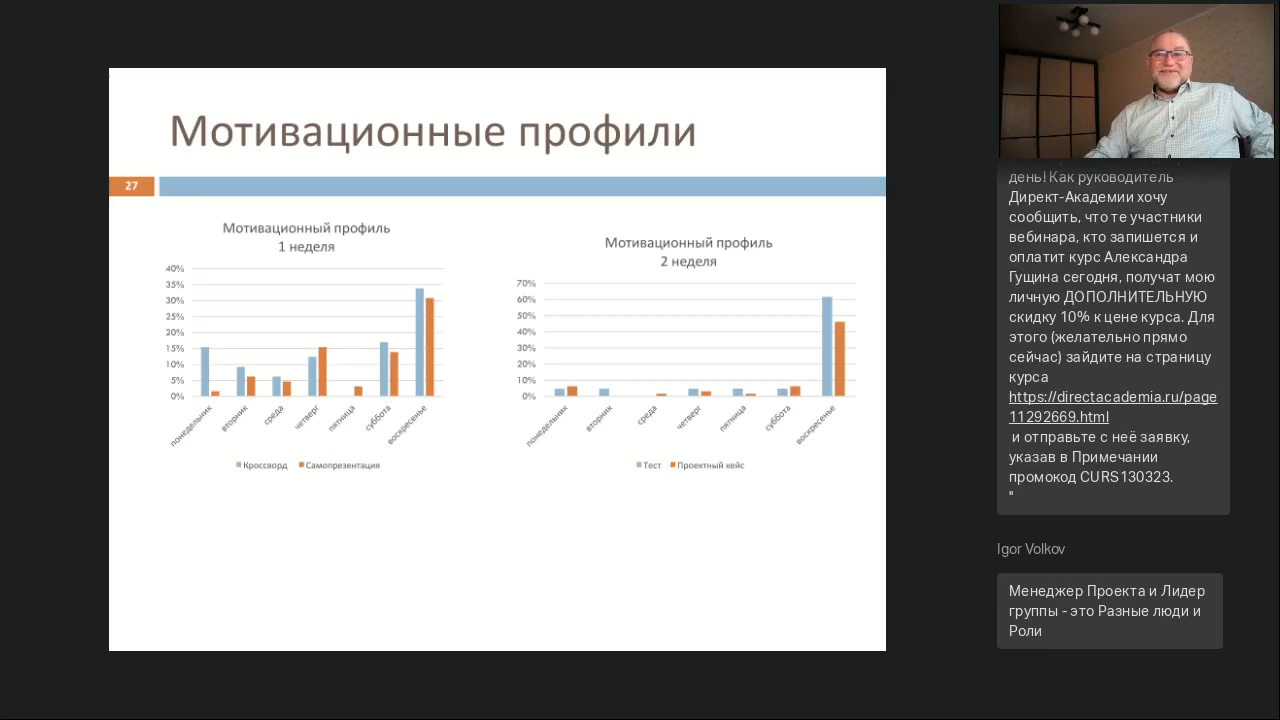 Мотивационные профили
27
Мотивационный профиль
1 неделя
40%
35%
30%
25%
20%
15%
10%
5%
0%
понедельник
вторник
среда
четверг
пятница
суббота
воскресенье
Кроссворд Самопрезентация
Мотивационный профиль
2 неделя
70%
60%
50%
40%
30%
20%
10%
0%
понедельник
вторник
среда
четверг
пятница
суббота
воскресенье
Тест Проектный кейс
день! Как руководитель
Директ-Академии хочу
сообщить, что те участники
вебинара, кто запишется и
оплатит курс Александра
Гущина сегодня, получат мою
личную ДОПОЛНИТЕЛЬНУЮ
скидку 10% к цене курса. Для
этого (желательно прямо
сейчас) зайдите на страницу
курса
https://directacademia.ru/page
11292669.html
и отправьте с неё заявку,
указав в Примечании
промокод CURS130323.
"
Igor Volkov
Менеджер Проекта и Лидер
группы - это Разные люди и
Роли